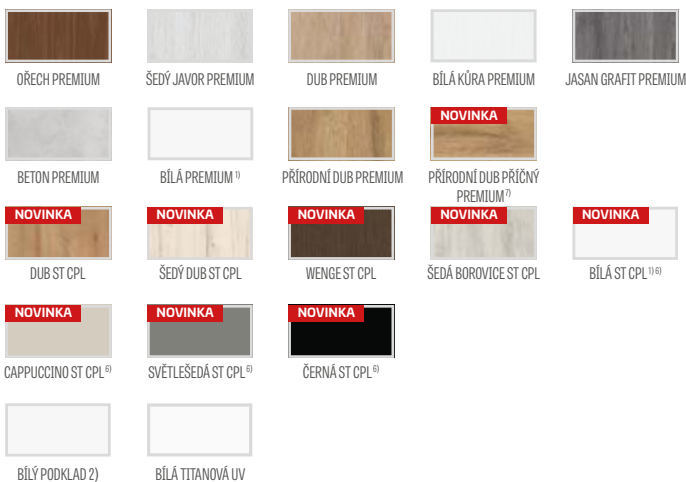 OŘECH PREMIUM
ŠEDÝ JAVOR PREMIUM
DUB PREMIUM
BÍLÁ KŮRA PREMIUM
JASAN GRAFIT PREMIUM
NOVINKA
BETON PREMIUM
BÍLÁ PREMIUM 1)
PŘÍRODNÍ DUB PREMIUM
PŘÍRODNÍ DUB PŘÍČNÝ
PREMIUM 7)
NOVINKA
NOVINKA
NOVINKA
NOVINKA
NOVINKA
DUB ST CPL
ŠEDÝ DUB ST CPL
WENGE ST CPL
ŠEDÁ BOROVICE ST CPL
BÍLÁ ST CPL 1) 6)
NOVINKA
NOVINKA
NOVINKA
CAPPUCCINO ST CPL 6)
SVĚTLEŠEDÁ ST CPL 6)
ČERNÁ ST CPL 6)
BÍLÝ PODKLAD 2)
BÍLÁ TITANOVÁ UV